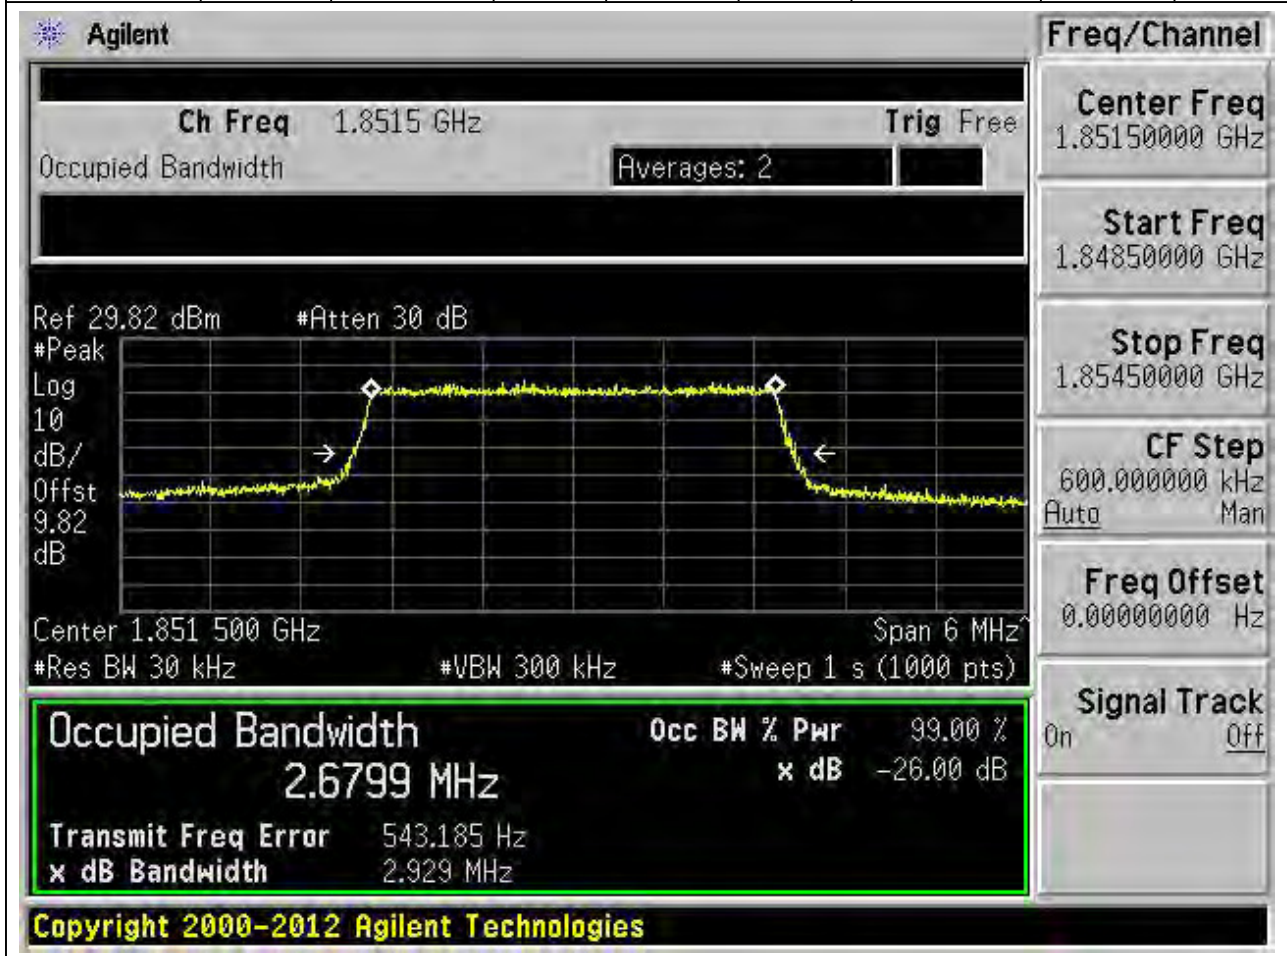 Agilent
Freq/Channel
Ch Freq 1.8515 GHz Trig Free
Occupied Bandwidth Averages: 2
Center Freq
1.85150000 GHz
Start Freq
1.84850000 GHz
Stop Freq
1.85450000 GHz
CF Step
600.000000 kHz
Auto Man
Freq Offset
0.00000000 Hz
Signal Track
On Off
Ref 29.82 dBm #Atten 30 dB
#Peak
Log
10
dB/
Offst
9.82
dB
Center 1.851 500 GHz Span 6 MHz^
#Res BW 30 kHz #VBW 300 kHz #Sweep 1 s (1000 pts)
Occupied Bandwidth Occ BW % Pwr 99.00 %
2.6799 MHz x dB -26.00 dB
Transmit Freq Error 543.185 Hz
x dB Bandwidth 2.929 MHz
Copyright 2000-2012 Agilent Technologies